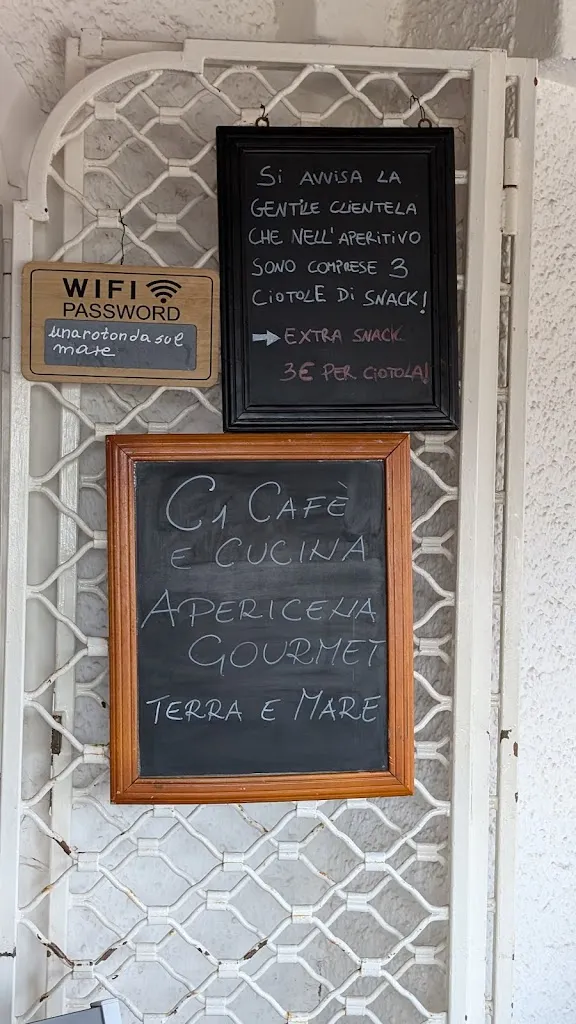 SI AVVISA LA
GENTILE CLIENTELA
CHE NELL'APERITIVO
SONO COMPRESE 3
CIOTOLE DI SNACK!
→ EXTRA SNACK
3€ PER CIOTOLA!
WIFI
PASSWORD
unarotondasul
mare
C1 CAFÈ
E CUCINA
APERICENA
GOURMET
TERRA E MARE